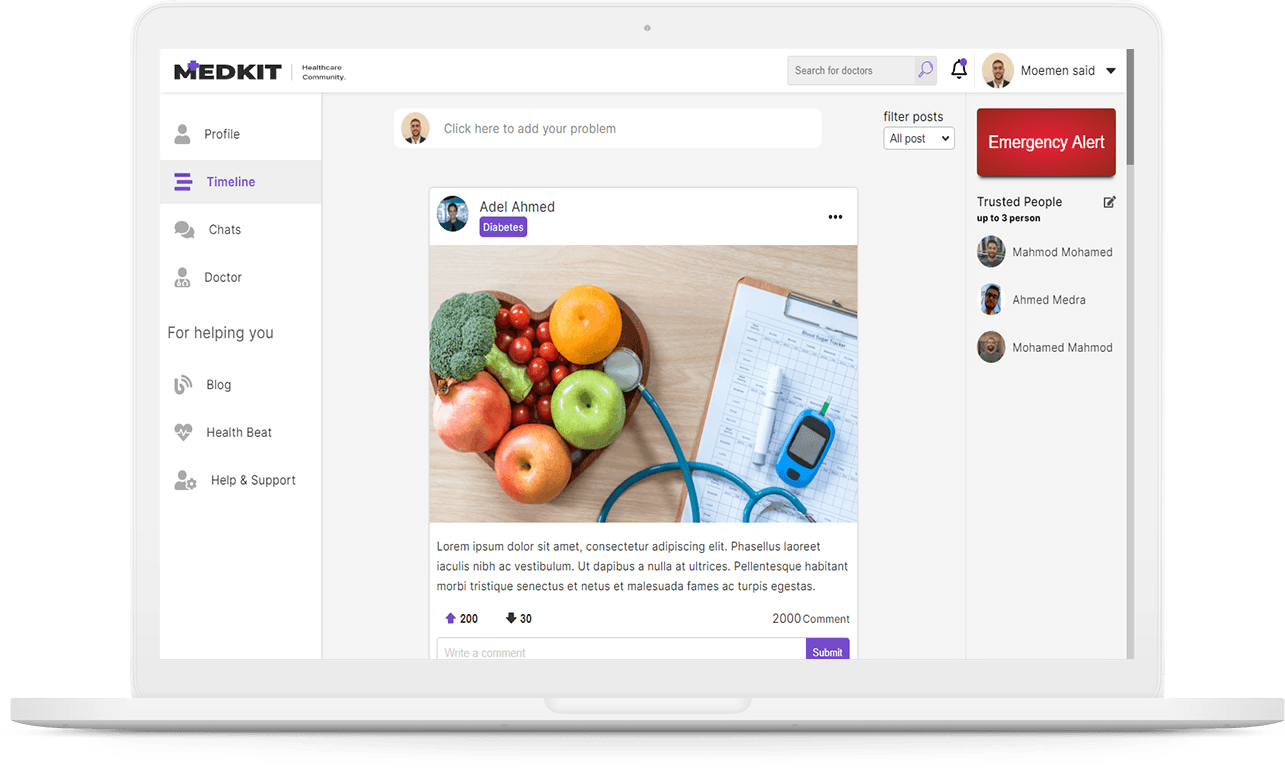 MEDKIT
Healthcare
Community.
Search for doctors
Moemen said
Profile
Timeline
Chats
Doctor
For helping you
Blog
Health Beat
Help & Support
Click here to add your problem
filter posts
All post
Adel Ahmed
Diabetes
Blood Sugar Tracker
Lorem ipsum dolor sit amet, consectetur adipiscing elit. Phasellus laoreet
iaculis nibh ac vestibulum. Ut dapibus a nulla at ultrices. Pellentesque habitant
morbi tristique senectus et netus et malesuada fames ac turpis egestas.
200
30
2000 Comment
Write a comment
Submit
Emergency Alert
Trusted People
up to 3 person
Mahmod Mohamed
Ahmed Medra
Mohamed Mahmod